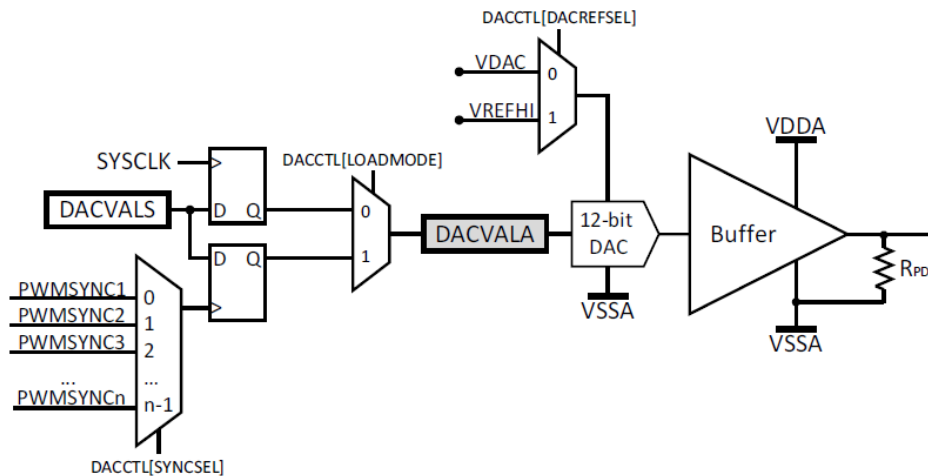 DACCTL[DACREFSEL]
VDAC
0
VREFHI
1
VDDA
SYSCLK
>
DACCTL[LOADMODE]
DACVALS
D Q
0
DACVALA
12-bit
DAC
Buffer
1
D Q
RPD
>
PWMSYNC1
0
PWMSYNC2
1
PWMSYNC3
2
VSSA
VSSA
...
...
PWMSYNCn
n-1
DACCTL[SYNCSEL]